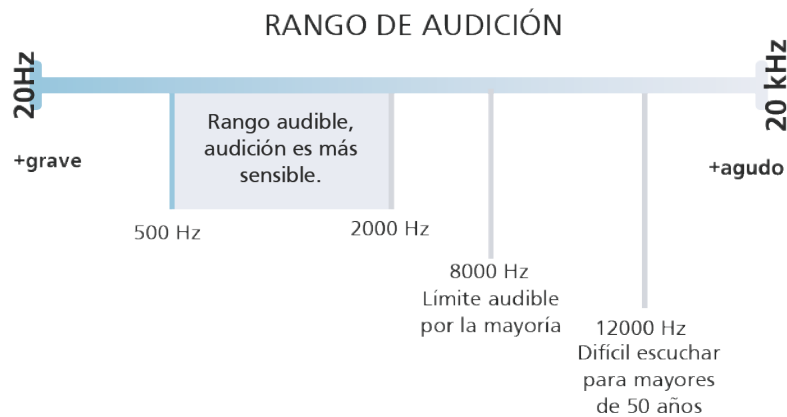 RANGO DE AUDICIÓN
20Hz
20 kHz
+grave
Rango audible,
audición es más
sensible.
+agudo
500 Hz
2000 Hz
8000 Hz
Límite audible
por la mayoría
12000 Hz
Difícil escuchar
para mayores
de 50 años